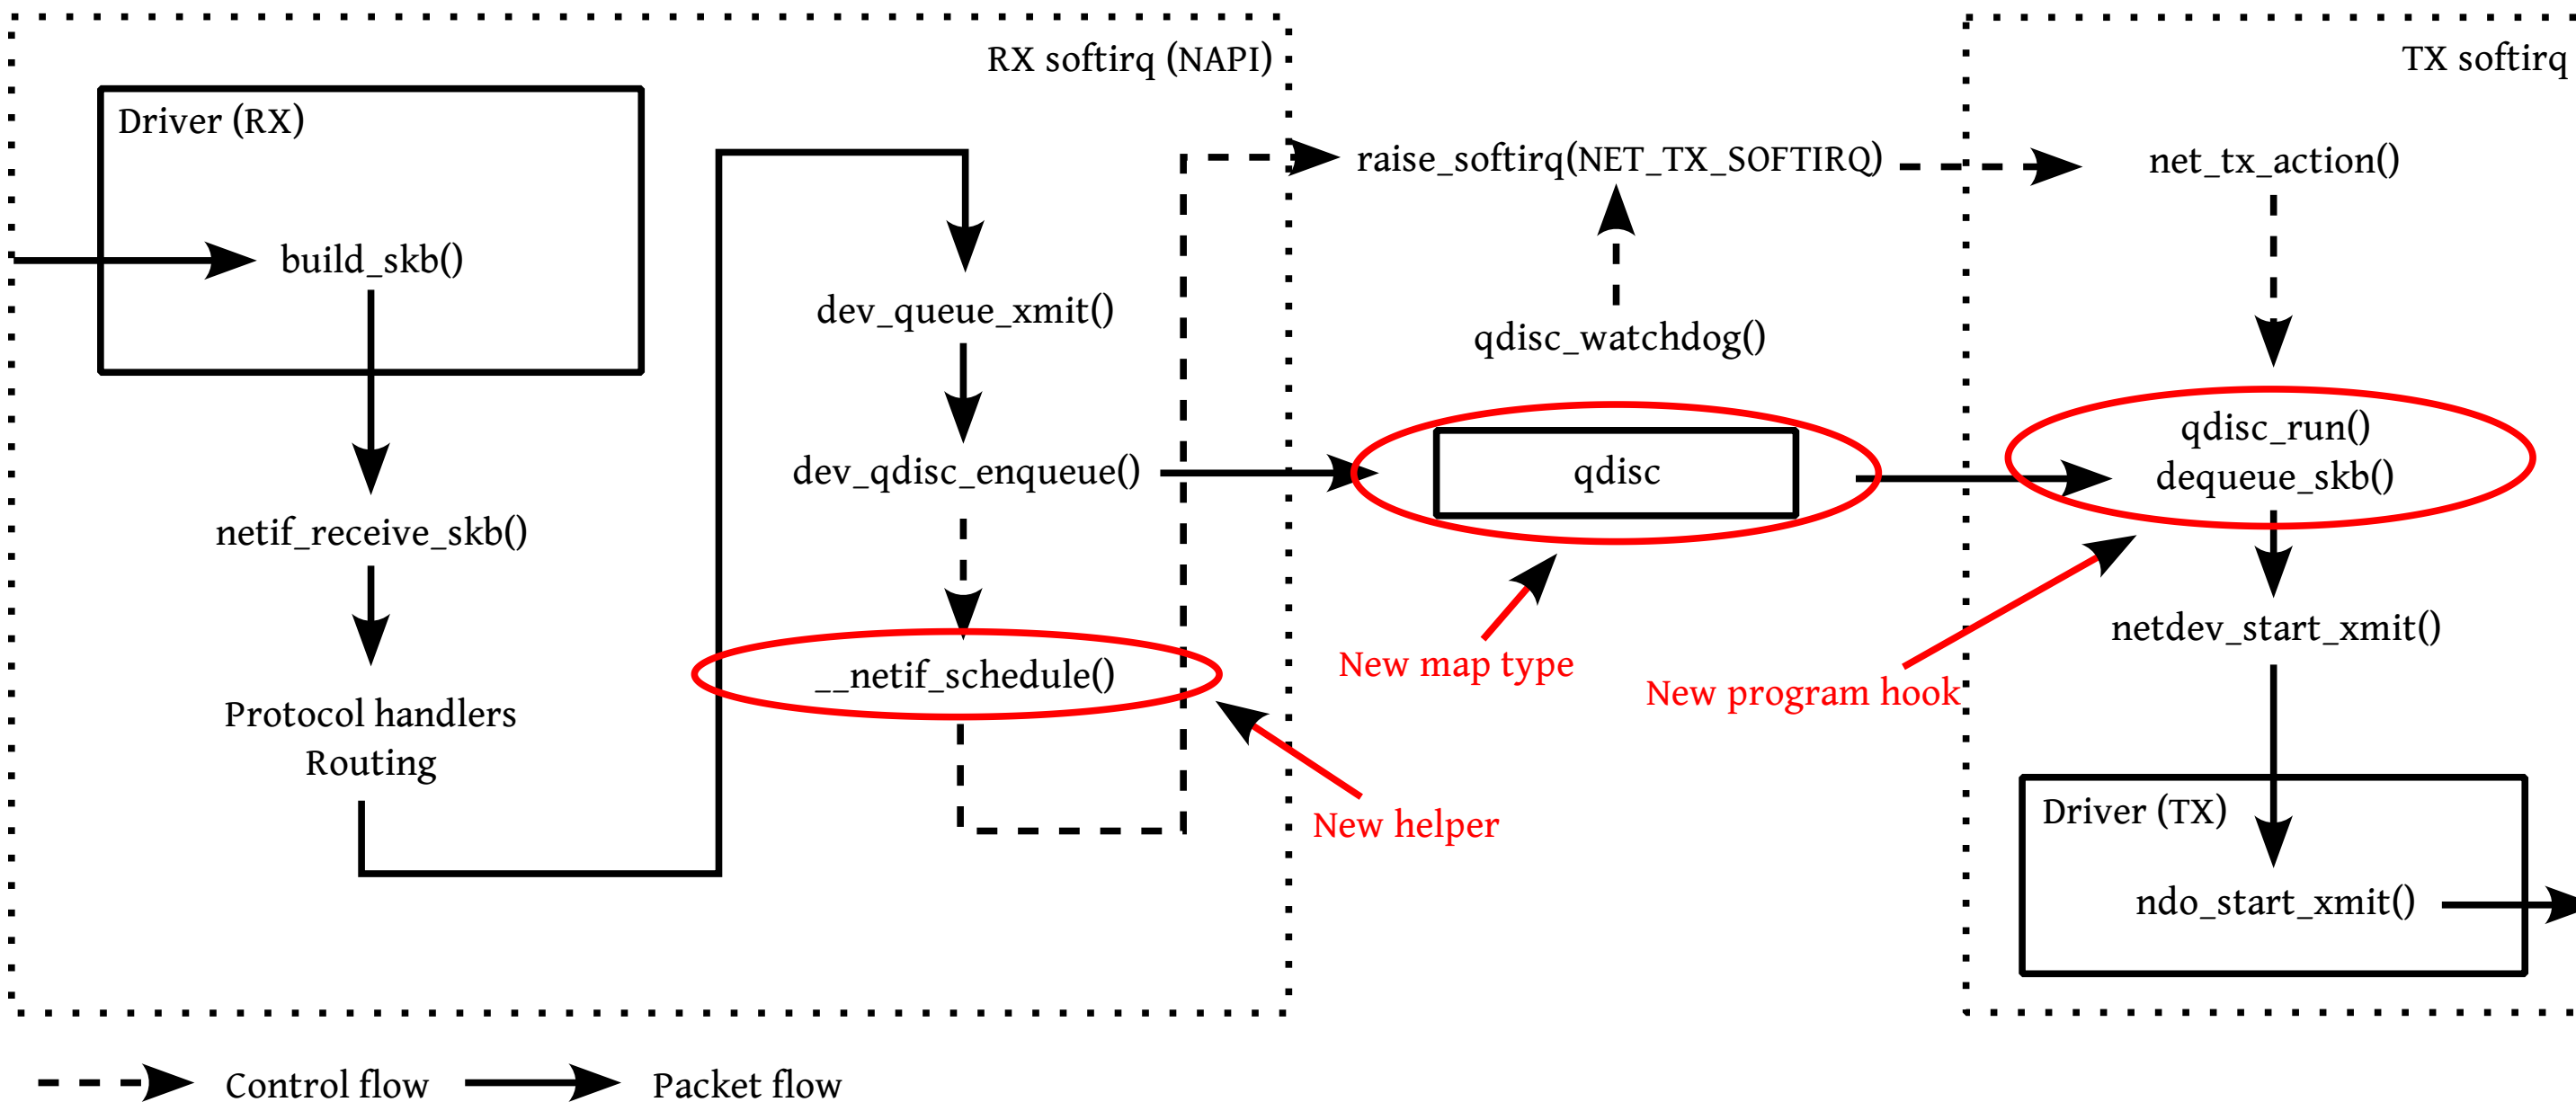 RX softirq (NAPI)
TX softirq
Driver (RX)
raise_softirq(NET_TX_SOFTIRQ)
net_tx_action()
build_skb()
dev_queue_xmit()
qdisc_watchdog()
qdisc_run()
dequeue_skb()
dev_qdisc_enqueue()
qdisc
netif_receive_skb()
netdev_start_xmit()
__netif_schedule()
New map type
New program hook
Protocol handlers
Routing
New helper
Driver (TX)
ndo_start_xmit()
Control flow
Packet flow